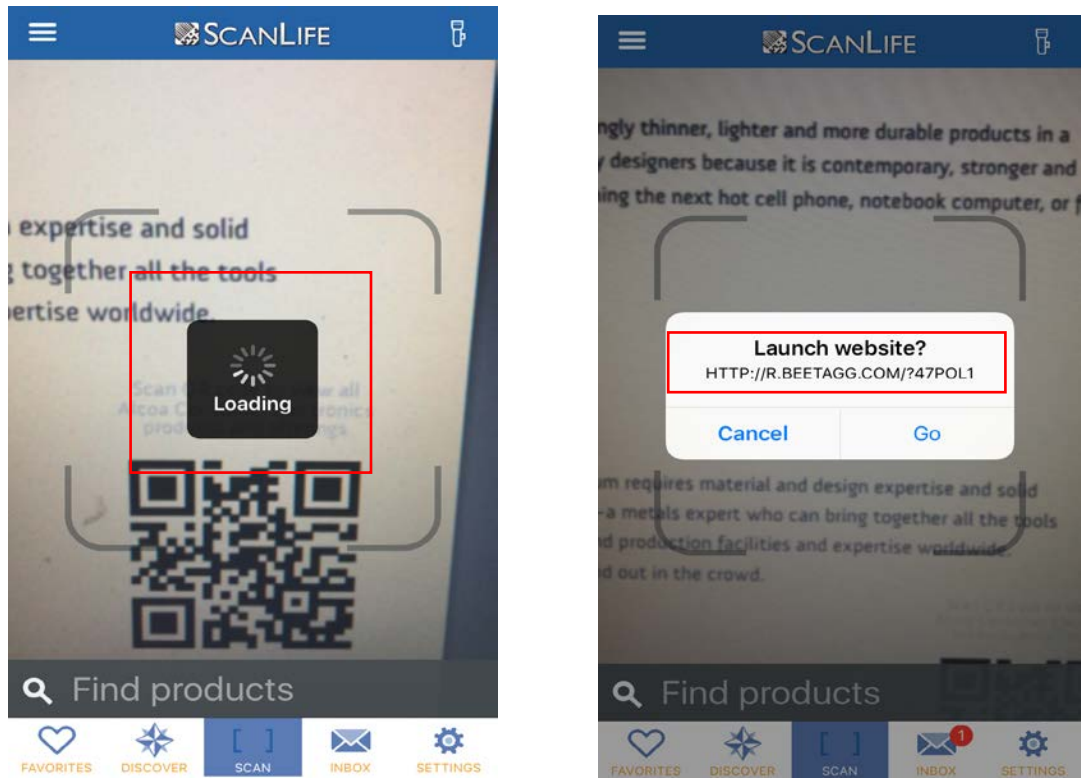 SCANLIFE
expertise and solid
together all the tools
ertise worldwide.
Loading
Find products
FAVORITES
DISCOVER
SCAN
INBOX
SETTINGS
SCANLIFE
ngly thinner, lighter and more durable products in a
designers because it is contemporary, stronger and
ing the next hot cell phone, notebook computer, or f
Launch website?
HTTP://R.BEETAGG.COM/?47POL1
Cancel
Go
um requires material and design expertise and solid
-a metals expert who can bring together all the tools
d production facilities and expertise worldwide.
d out in the crowd.
Find products
FAVORITES
DISCOVER
SCAN
INBOX
1
SETTINGS